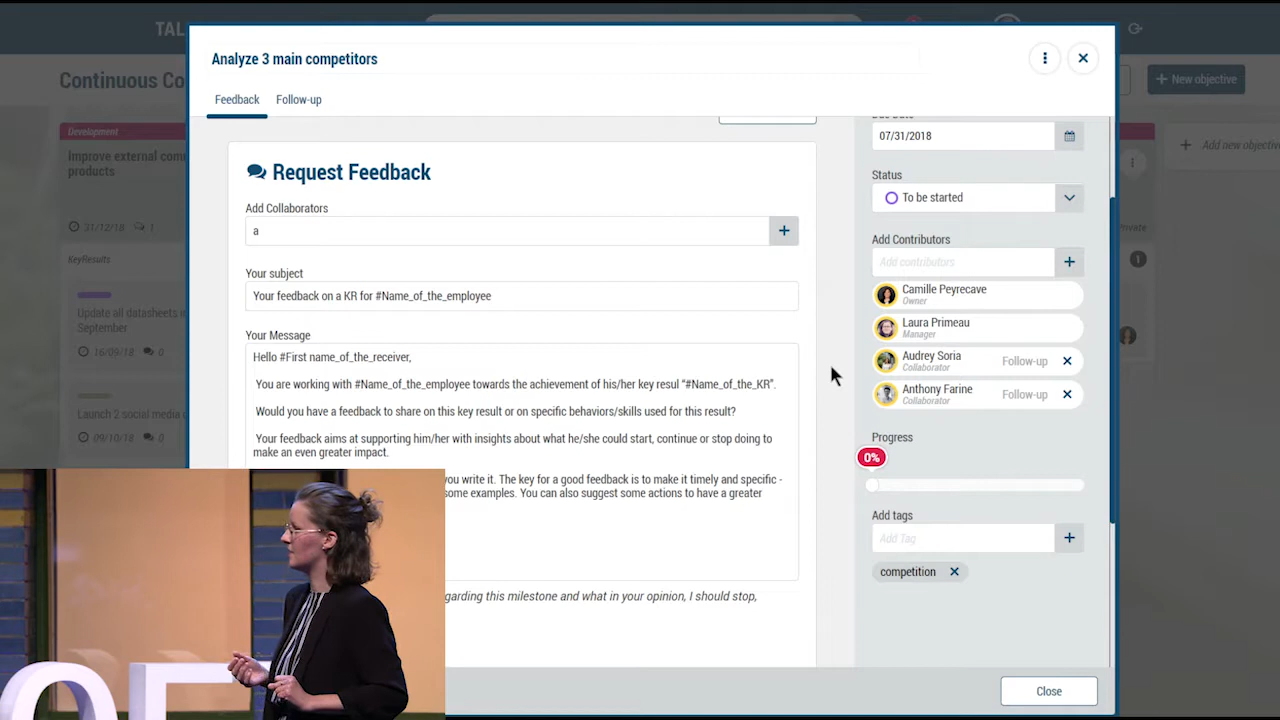 TAL
Continuous Co
New objective
Analyze 3 main competitors
Feedback
Follow-up
Development
Improve external com
products
31/12/18
1
KeyResults
Update all datasheets i
September
16/09/18
0
Launch 2 social media
09/10/18
0
Request Feedback
Add Collaborators
a
Your subject
Your feedback on a KR for #Name_of_the_employee
Your Message
Hello #First name_of_the_receiver,
You are working with #Name_of_the_employee towards the achievement of his/her key resul “#Name_of_the_KR”.
Would you have a feedback to share on this key result or on specific behaviors/skills used for this result?
Your feedback aims at supporting him/her with insights about what he/she could start, continue or stop doing to
make an even greater impact.
you write it. The key for a good feedback is to make it timely and specific -
some examples. You can also suggest some actions to have a greater
garding this milestone and what in your opinion, I should stop,
07/31/2018
Status
To be started
Add Contributors
Add contributors
Camille Peyrecave
Owner
Laura Primeau
Manager
Audrey Soria
Collaborator
Follow-up
Anthony Farine
Collaborator
Follow-up
Progress
0%
Add tags
Add Tag
competition
Close
Add new objectiv
Private
1